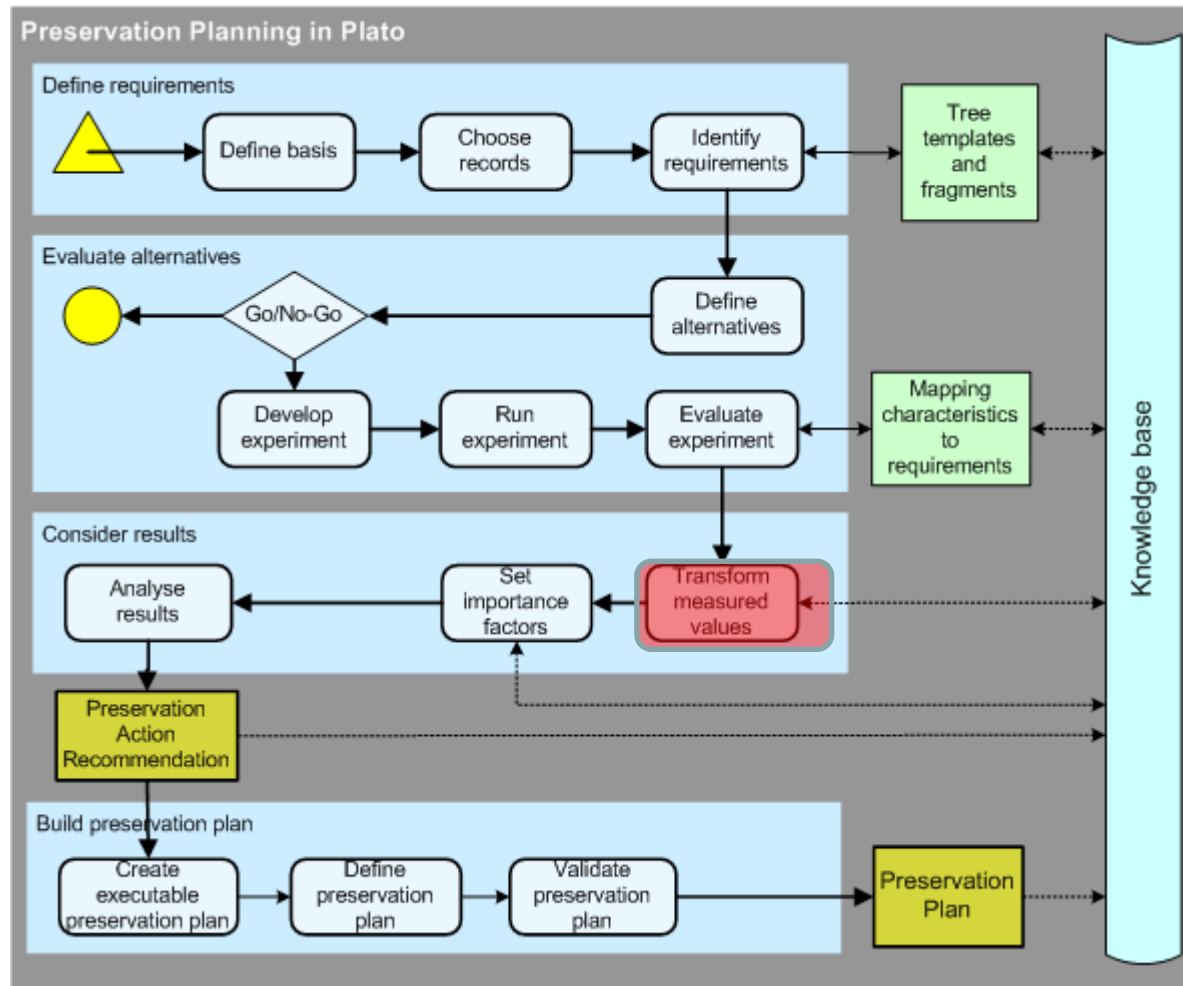 Preservation Planning in Plato
Define requirements
Define basis
Choose
records
Identify
requirements
Tree
templates
and
fragments
Evaluate alternatives
Go/No-Go
Define
alternatives
Develop
experiment
Run
experiment
Evaluate
experiment
Mapping
characteristics
to
requirements
Knowledge base
Consider results
Analyse
results
Set
importance
factors
Transform
measured
values
Preservation
Action
Recommendation
Build preservation plan
Create
executable
preservation plan
Define
preservation
plan
Validate
preservation
plan
Preservation
Plan